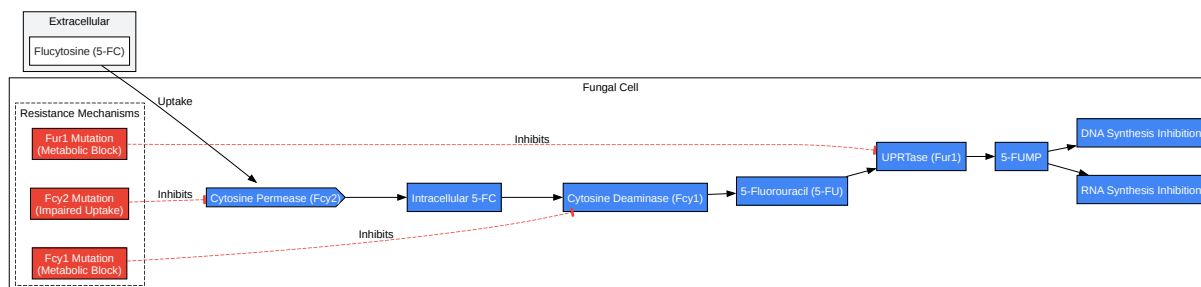 Extracellular
Flucytosine (5-FC)
Fungal Cell
Uptake
Resistance Mechanisms
Fur1 Mutation
(Metabolic Block)
Inhibits
Fcy2 Mutation
(Impaired Uptake)
Inhibits
Fcy1 Mutation
(Metabolic Block)
Inhibits
Cytosine Permease (Fcy2)
Intracellular 5-FC
Cytosine Deaminase (Fcy1)
5-Fluorouracil (5-FU)
UPRTase (Fur1)
5-FUMP
DNA Synthesis Inhibition
RNA Synthesis Inhibition